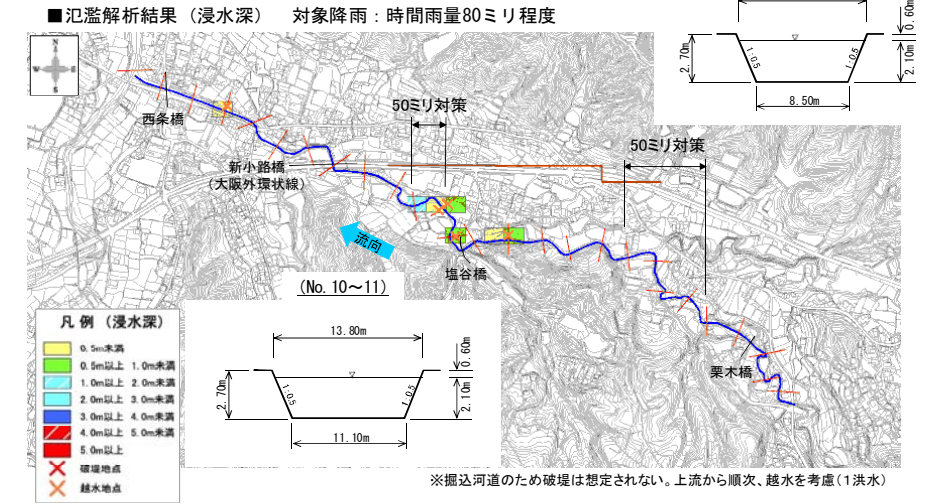 ■氾濫解析結果（浸水深）　対象降雨：時間雨量80ミリ程度
N
W E
S
西条橋
新小路橋
（大阪外環状線）
50ミリ対策
50ミリ対策
流向
塩谷橋
栗木橋
2.70m
1:0.5
1:0.5
0.60m
2.10m
8.50m
(No. 10～11)
13.80m
2.70m
1:0.5
1:0.5
0.60m
2.10m
11.10m
凡 例 （浸水深）
0.5m未満
0.5m以上 1.0m未満
1.0m以上 2.0m未満
2.0m以上 3.0m未満
3.0m以上 4.0m未満
4.0m以上 5.0m未満
5.0m以上
破堤地点
越水地点
※掘込河道のため破堤は想定されない。上流から順次、越水を考慮（１洪水）